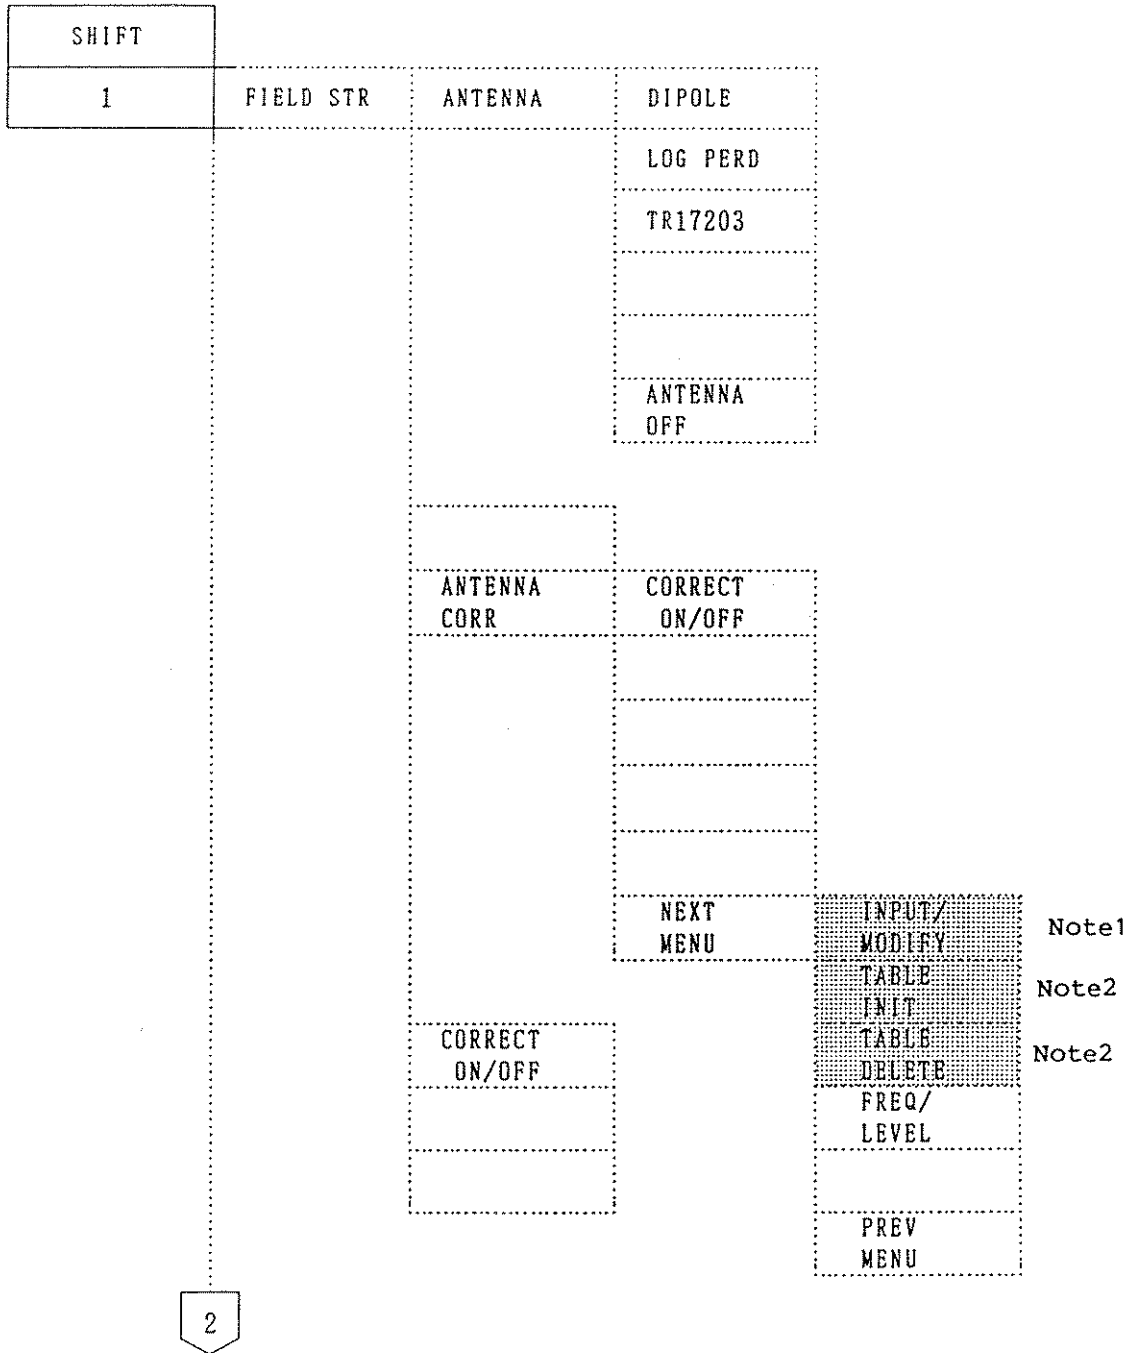 SHIFT
1 FIELD STR ANTENNA DIPOLE
LOG PERD
TR17203
ANTENNA
OFF
ANTENNA CORRECT
CORR ON/OFF
NEXT INPUT/
MENU MODIFY Note1
TABLE
INIT Note2
CORRECT TABLE
ON/OFF DELETE Note2
FREQ/
LEVEL
PREV
MENU
2